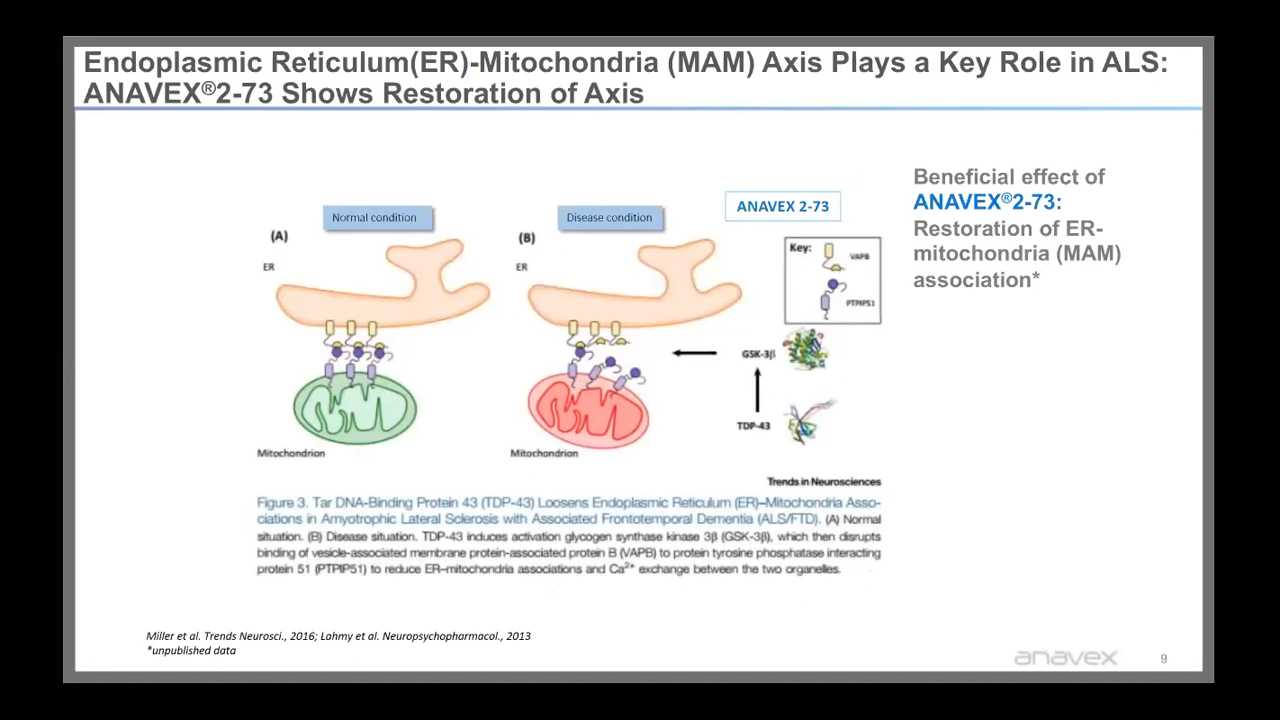 Endoplasmic Reticulum(ER)-Mitochondria (MAM) Axis Plays a Key Role in ALS:
ANAVEX®2-73 Shows Restoration of Axis
Beneficial effect of
ANAVEX®2-73:
Restoration of ER-
mitochondria (MAM)
association*
Normal condition
Disease condition
ANAVEX 2-73
(A)
(B)
ER
ER
Key:
VAPB
PTPIP51
GSK-3β
TDP-43
Mitochondrion
Mitochondrion
Trends in Neurosciences
Figure 3. Tar DNA-Binding Protein 43 (TDP-43) Loosens Endoplasmic Reticulum (ER)–Mitochondria Asso-
ciations in Amyotrophic Lateral Sclerosis with Associated Frontotemporal Dementia (ALS/FTD). (A) Normal
situation. (B) Disease situation. TDP-43 induces activation glycogen synthase kinase 3β (GSK-3β), which then disrupts
binding of vesicle-associated membrane protein-associated protein B (VAPB) to protein tyrosine phosphatase interacting
protein 51 (PTPIP51) to reduce ER–mitochondria associations and Ca²⁺ exchange between the two organelles.
Miller et al. Trends Neurosci., 2016; Lahmy et al. Neuropsychopharmacol., 2013
*unpublished data
anavex
9